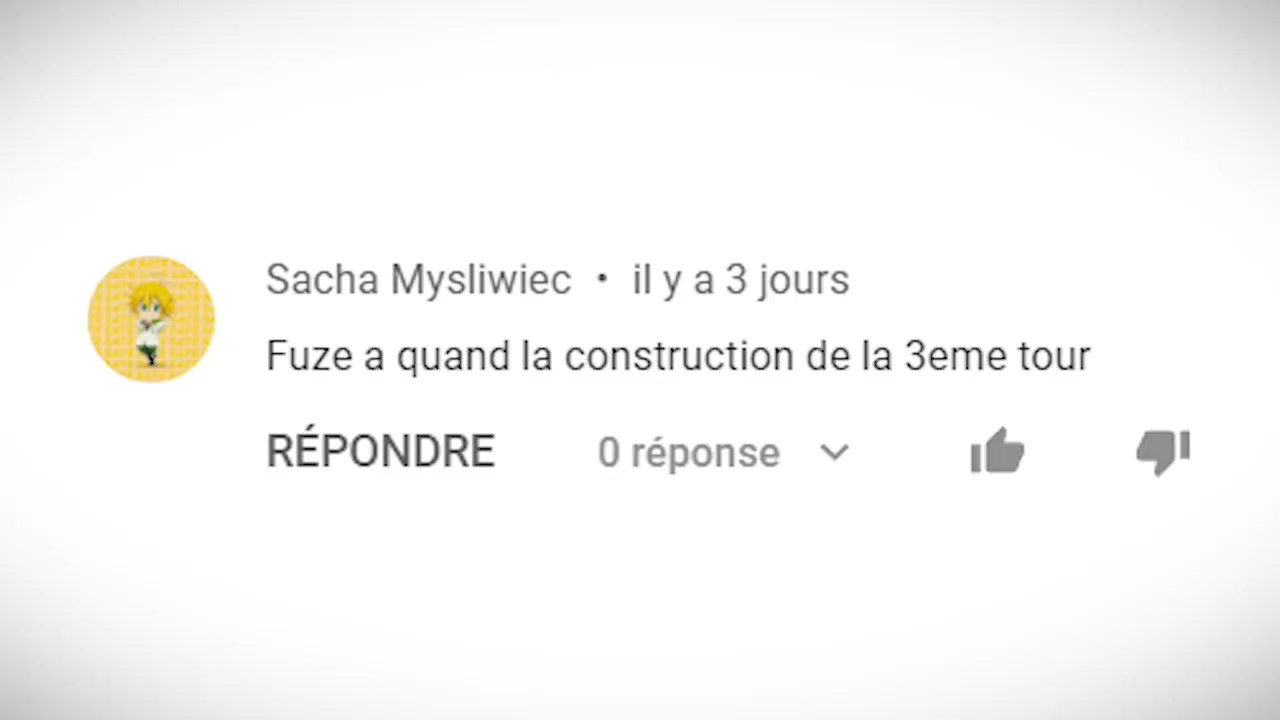 Sacha Mysliwiec • il y a 3 jours
Fuze a quand la construction de la 3eme tour
RÉPONDRE 0 réponse